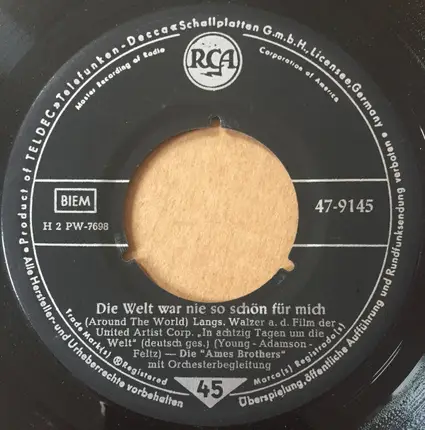 »Product of TELDEC »Telefunken-Decca« Schallplatten G.m.b.H., Licensee, Germany
Master Recording of Radio Corporation of America
RCA
BIEM
H 2 PW-7698
47-9145
Die Welt war nie so schön für mich
(Around The World) Langs. Walzer a. d. Film der
United Artist Corp. „In achtzig Tagen um die
Welt" (deutsch ges.) (Young - Adamson -
Feltz) — Die "Ames Brothers"
mit Orchesterbegleitung
45
Trade Mark(s) ® Registered
Marca(s) Registrada(s)
Alle Hersteller- und Urheberrechte vorbehalten
Überspielung, öffentliche Aufführung und Rundfunksendung verboten